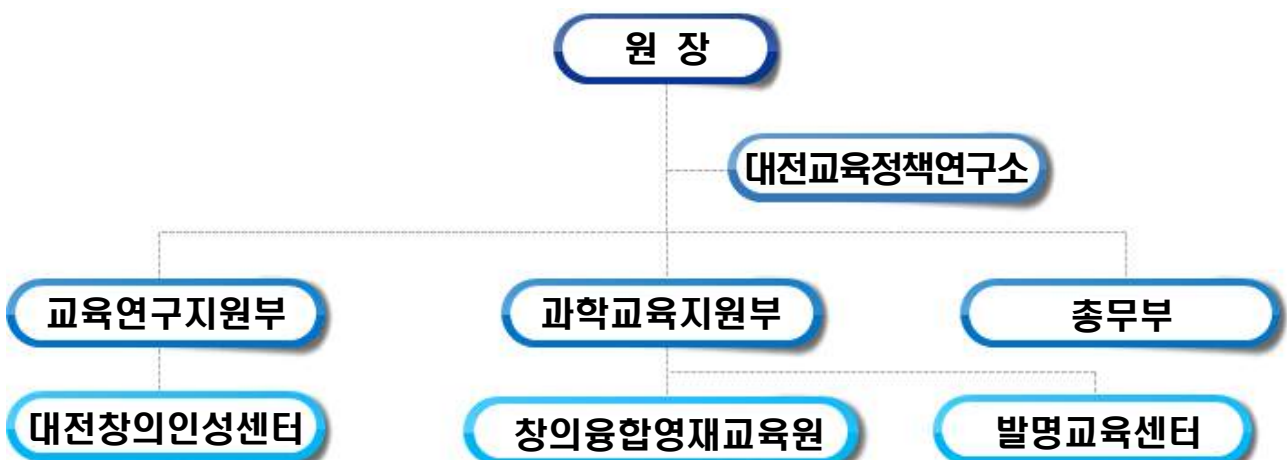 원 장
대전교육정책연구소
교육연구지원부
과학교육지원부
총무부
대전창의인성센터
창의융합영재교육원
발명교육센터